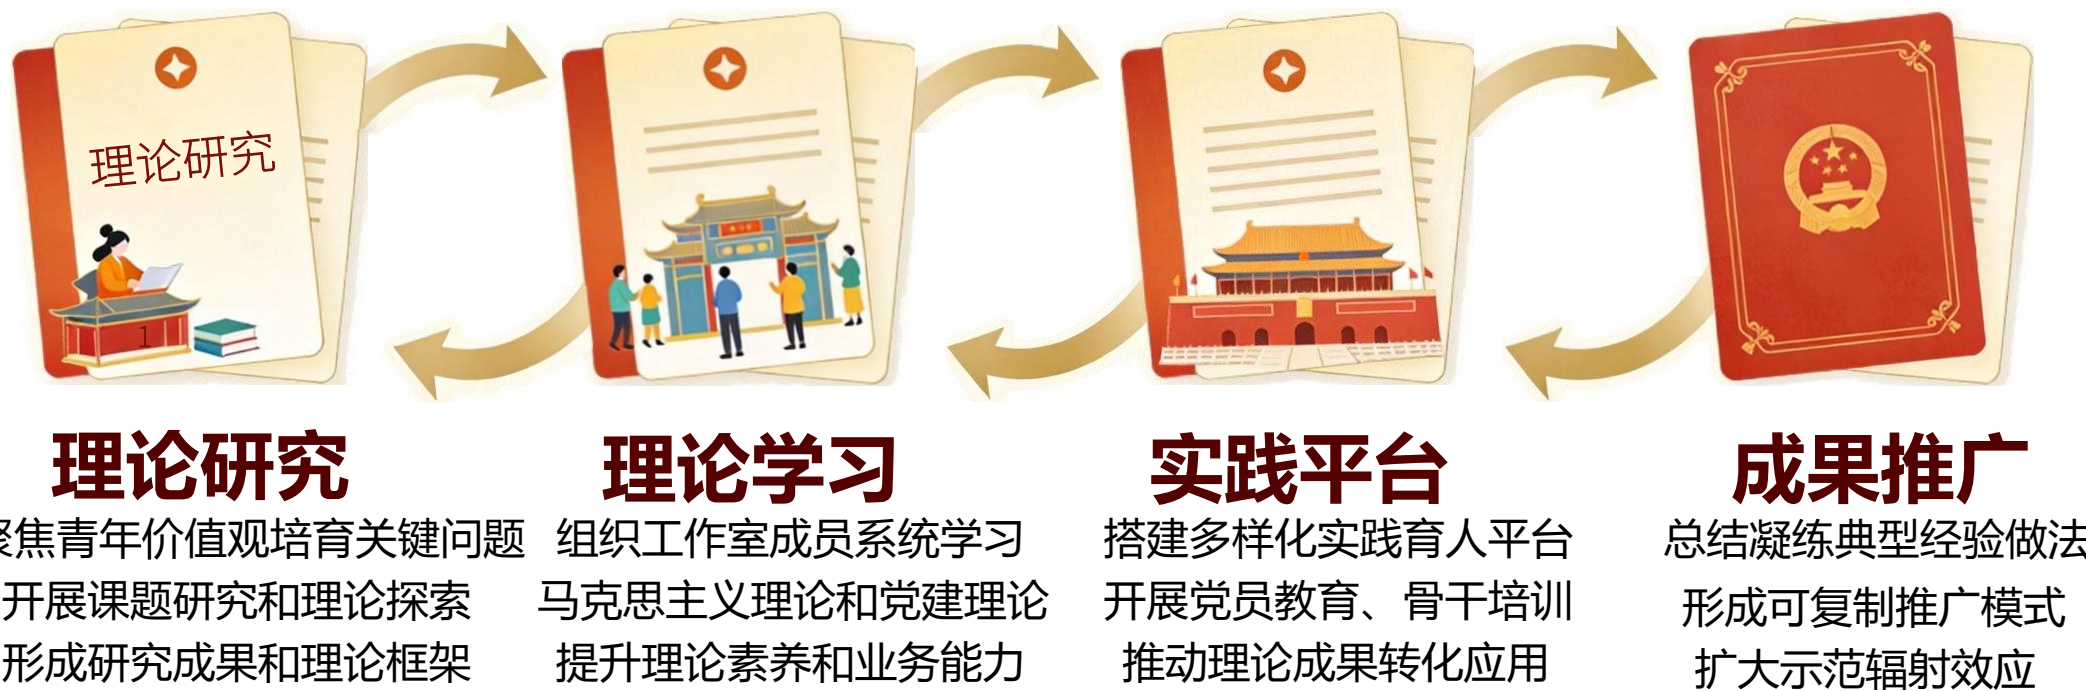 理论研究
1
理论研究
聚焦青年价值观培育关键问题
开展课题研究和理论探索
形成研究成果和理论框架
理论学习
组织工作室成员系统学习
马克思主义理论和党建理论
提升理论素养和业务能力
实践平台
搭建多样化实践育人平台
开展党员教育、骨干培训
推动理论成果转化应用
成果推广
总结凝练典型经验做法
形成可复制推广模式
扩大示范辐射效应